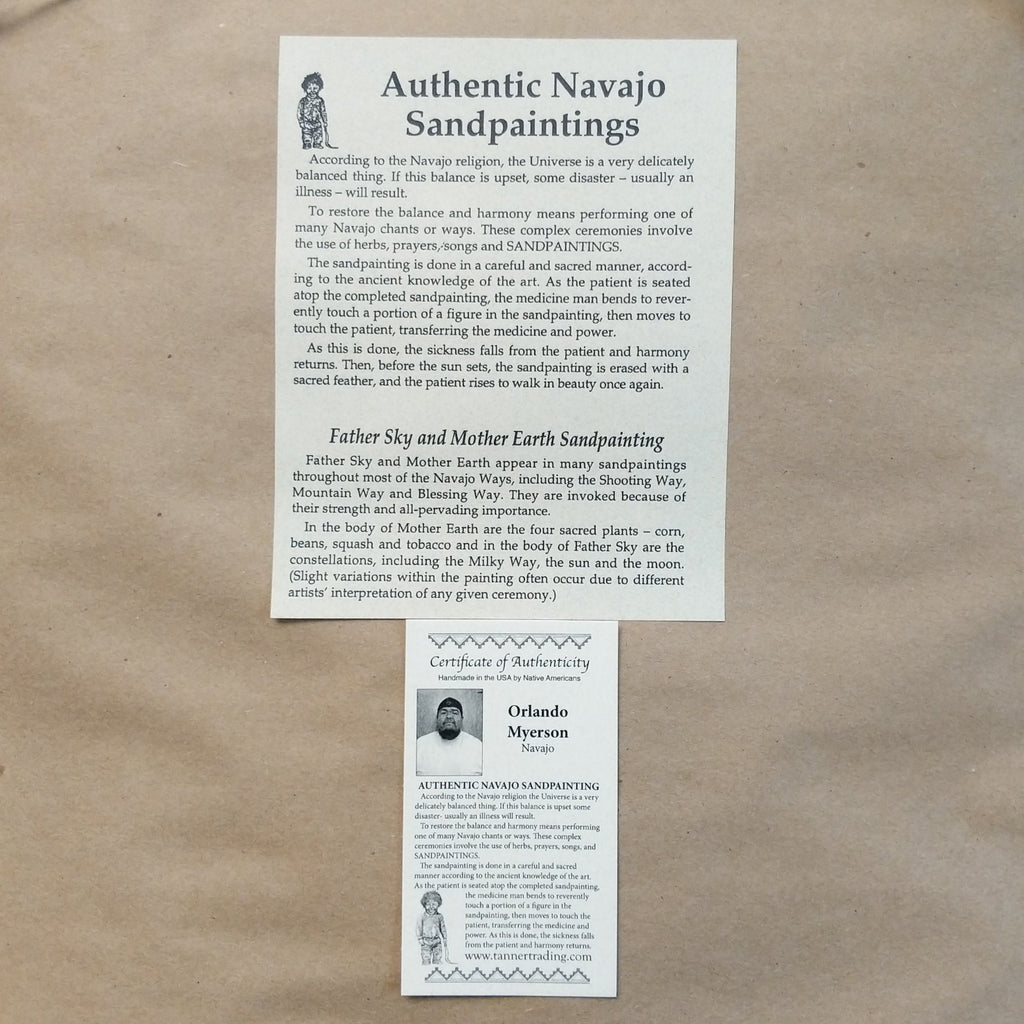 Authentic Navajo
Sandpaintings
According to the Navajo religion, the Universe is a very delicately
balanced thing. If this balance is upset, some disaster – usually an
illness – will result.
To restore the balance and harmony means performing one of
many Navajo chants or ways. These complex ceremonies involve
the use of herbs, prayers, songs and SANDPAINTINGS.
The sandpainting is done in a careful and sacred manner, accord-
ing to the ancient knowledge of the art. As the patient is seated
atop the completed sandpainting, the medicine man bends to rever-
ently touch a portion of a figure in the sandpainting, then moves to
touch the patient, transferring the medicine and power.
As this is done, the sickness falls from the patient and harmony
returns. Then, before the sun sets, the sandpainting is erased with a
sacred feather, and the patient rises to walk in beauty once again.
Father Sky and Mother Earth Sandpainting
Father Sky and Mother Earth appear in many sandpaintings
throughout most of the Navajo Ways, including the Shooting Way,
Mountain Way and Blessing Way. They are invoked because of
their strength and all-pervading importance.
In the body of Mother Earth are the four sacred plants – corn,
beans, squash and tobacco and in the body of Father Sky are the
constellations, including the Milky Way, the sun and the moon.
(Slight variations within the painting often occur due to different
artists' interpretation of any given ceremony.)
Certificate of Authenticity
Handmade in the USA by Native Americans
Orlando
Myerson
Navajo
AUTHENTIC NAVAJO SANDPAINTING
According to the Navajo religion the Universe is a very
delicately balanced thing. If this balance is upset some
disaster- usually an illness will result.
To restore the balance and harmony means performing
one of many Navajo chants or ways. These complex
ceremonies involve the use of herbs, prayers, songs, and
SANDPAINTINGS.
The sandpainting is done in a careful and sacred
manner according to the ancient knowledge of the art.
As the patient is seated atop the completed sandpainting,
the medicine man bends to reverently
touch a portion of a figure in the
sandpainting, then moves to touch the
patient, transferring the medicine and
power. As this is done, the sickness falls
from the patient and harmony returns.
www.tannertrading.com